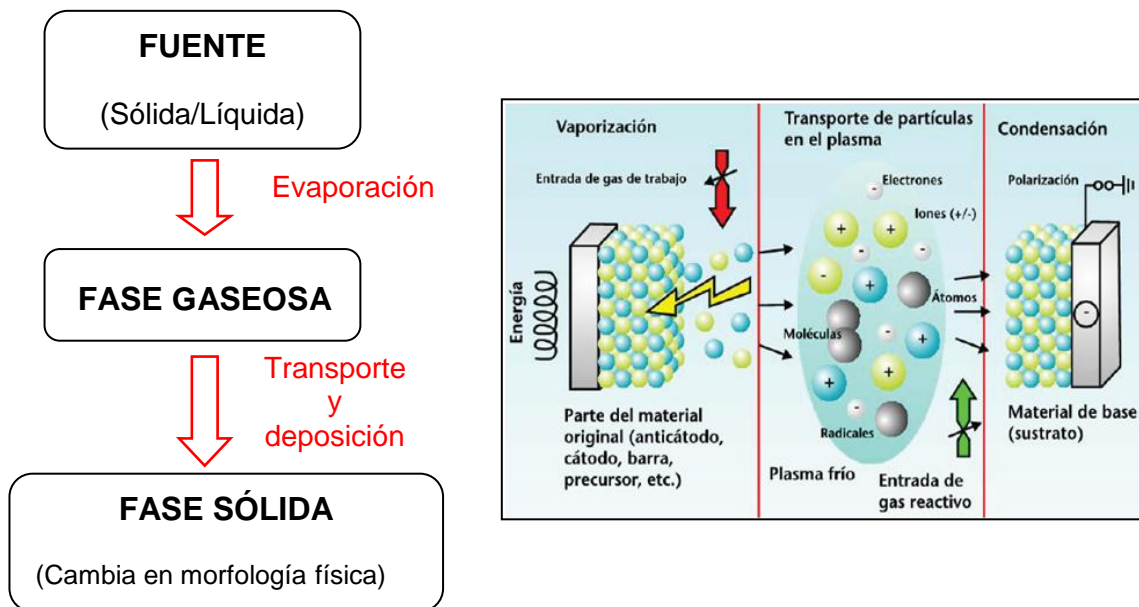 FUENTE
(Sólida/Líquida)
Evaporación
FASE GASEOSA
Transporte
y
deposición
FASE SÓLIDA
(Cambia en morfología física)
Vaporización
Entrada de gas de trabajo
Energía
Parte del material
original (anticátodo,
cátodo, barra,
precursor, etc.)
Transporte de partículas
en el plasma
Electrones
-
Iones (+/-)
+
+
-
-
-
+
Átomos
Moléculas
-
+
+
+
-
Radicales
Plasma frío
Entrada de
gas reactivo
Condensación
Polarización
-
Material de base
(sustrato)